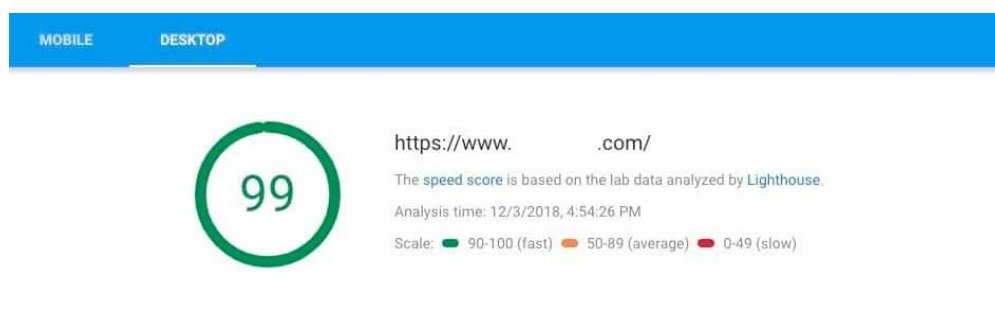 MOBILE DESKTOP
99
https://www. .com/
The speed score is based on the lab data analyzed by Lighthouse.
Analysis time: 12/3/2018, 4:54:26 PM
Scale: 90-100 (fast) 50-89 (average) 0-49 (slow)